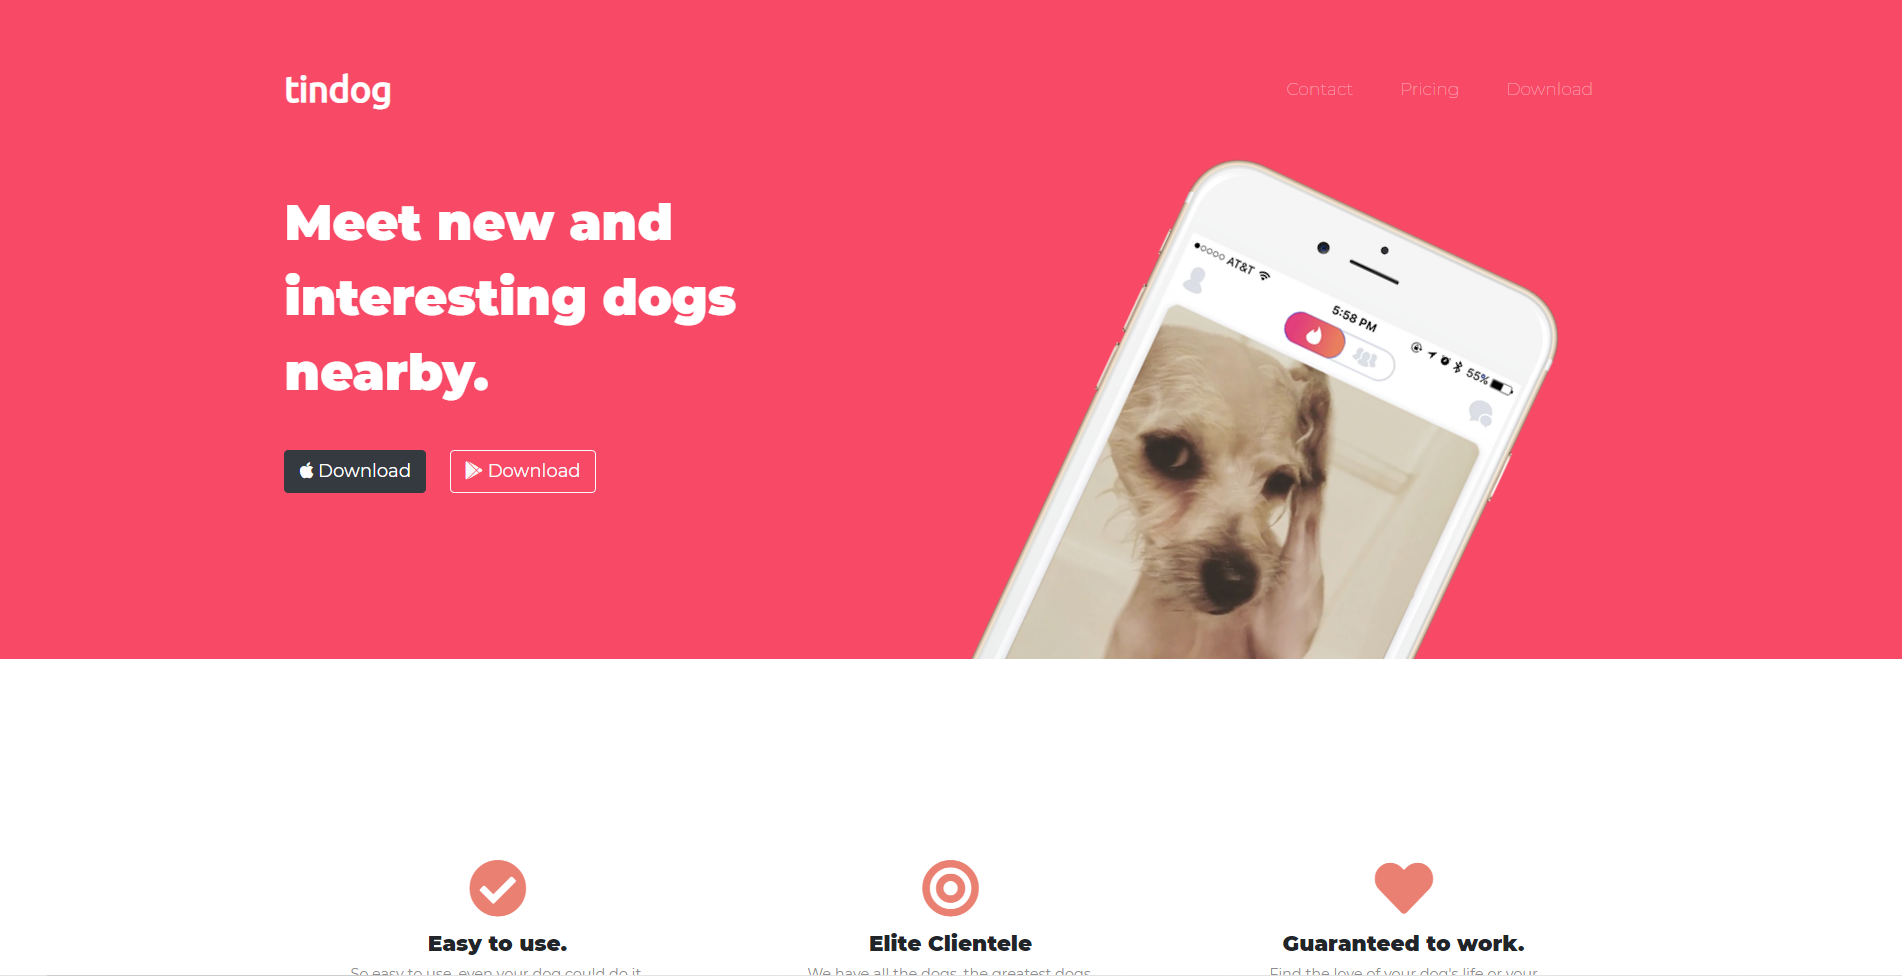 tindog
Contact
Pricing
Download
Meet new and
interesting dogs
nearby.
Download
Download
AT&T
5:58 PM
55%
Easy to use.
So easy to use, even your dog could do it.
Elite Clientele
We have all the dogs, the greatest dogs
Guaranteed to work.
Find the love of your dog's life or your